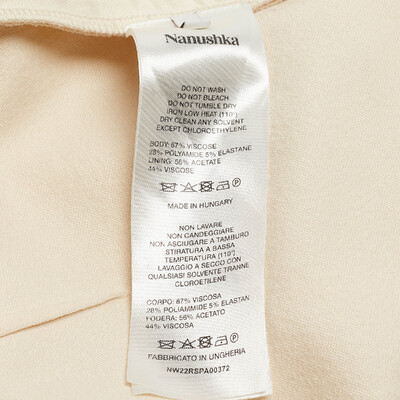 Nanushka
DO NOT WASH
DO NOT BLEACH
DO NOT TUMBLE DRY
IRON LOW HEAT (110°)
DRY CLEAN ANY SOLVENT
EXCEPT CHLOROETHYLENE
BODY: 67% VISCOSE
28% POLYAMIDE 5% ELASTANE
LINING: 56% ACETATE
44% VISCOSE
P
MADE IN HUNGARY
NON LAVARE
NON CANDEGGIARE
NON ASCIUGARE A TAMBURO
STIRATURA A BASSA
TEMPERATURA (110°)
LAVAGGIO A SECCO CON
QUALSIASI SOLVENTE TRANNE
CLOROETILENE
CORPO: 67% VISCOSA
28% POLIAMMIDE 5% ELASTAN
FODERA: 56% ACETATO
44% VISCOSA
P
FABBRICATO IN UNGHERIA
NW22RSPA00372